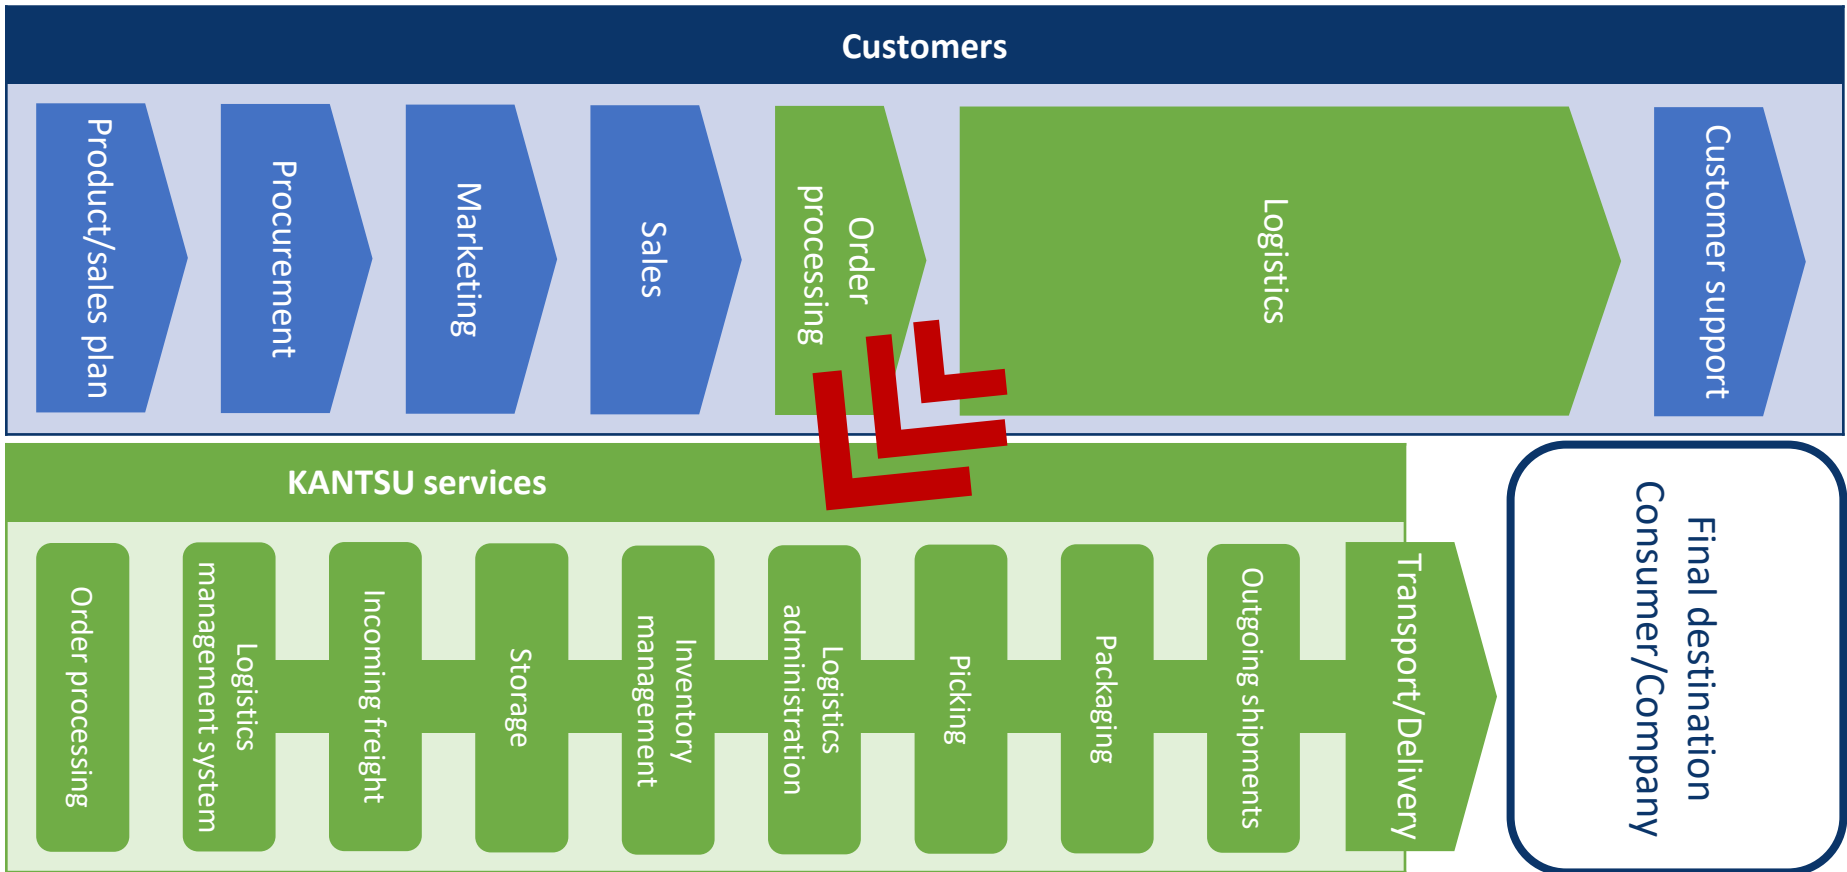 Customers
Product/sales plan
Procurement
Marketing
Sales
Order
processing
Logistics
Customer support
KANTSU services
Order processing
Logistics
management system
Incoming freight
Storage
Inventory
management
Logistics
administration
Picking
Packaging
Outgoing shipments
Transport/Delivery
Final destination
Consumer/Company